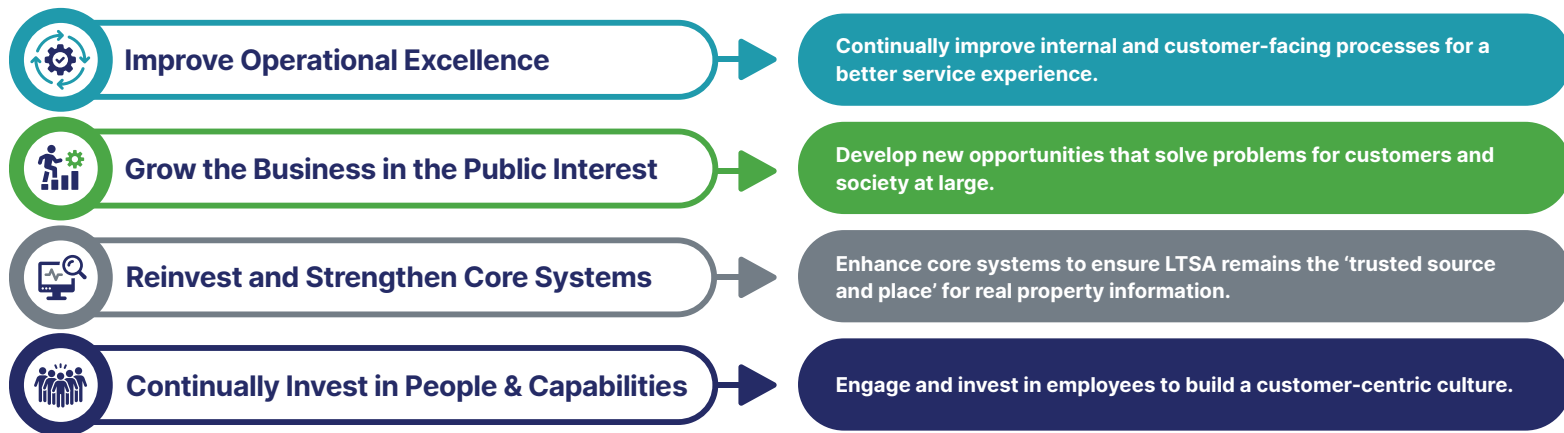 Improve Operational Excellence
Continually improve internal and customer-facing processes for a
better service experience.
Grow the Business in the Public Interest
Develop new opportunities that solve problems for customers and
society at large.
Reinvest and Strengthen Core Systems
Enhance core systems to ensure LTSA remains the ‘trusted source
and place’ for real property information.
Continually Invest in People & Capabilities
Engage and invest in employees to build a customer-centric culture.